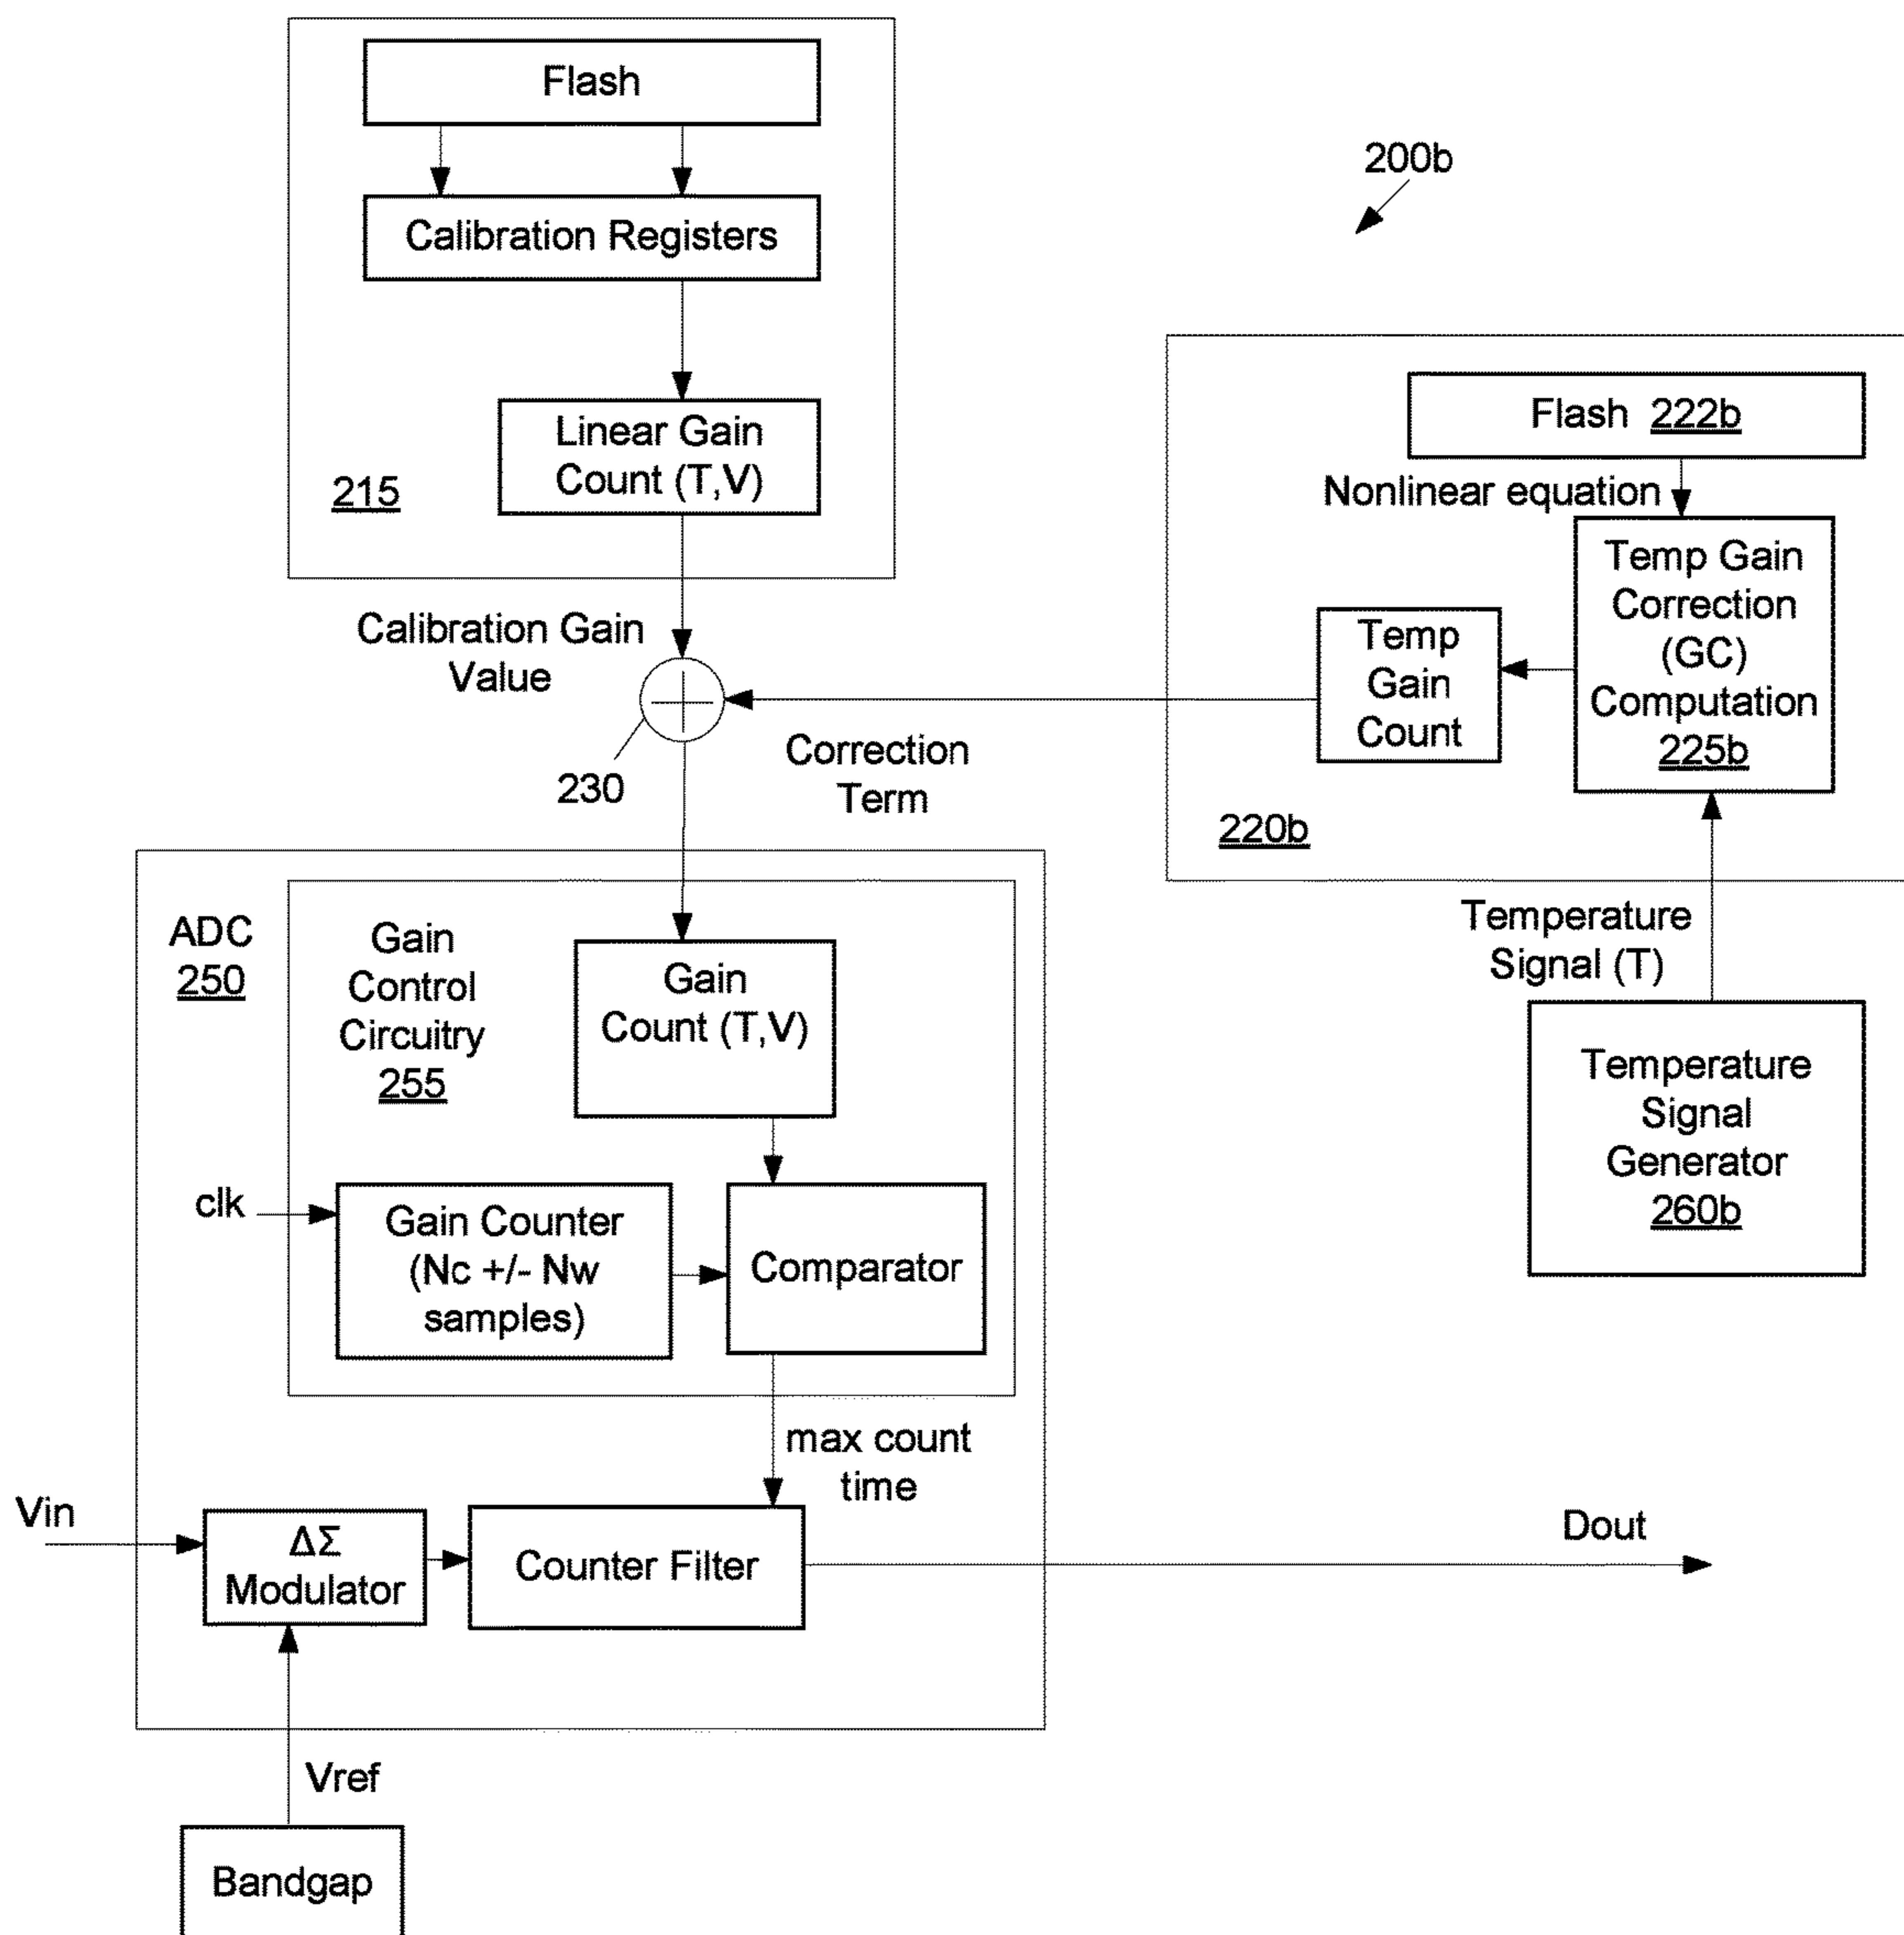 Flash
200b
Calibration Registers
Linear Gain
Count (T,V)
215
Flash 222b
Nonlinear equation
Temp Gain
Correction
(GC)
Computation
225b
Temp
Gain
Count
220b
Calibration Gain
Value
230
Correction
Term
Temperature
Signal (T)
Temperature
Signal
Generator
260b
ADC
250
Gain
Control
Circuitry
255
Gain
Count (T,V)
clk
Gain Counter
(Nc +/- Nw
samples)
Comparator
max count
time
Vin
ΔΣ
Modulator
Counter Filter
Dout
Vref
Bandgap